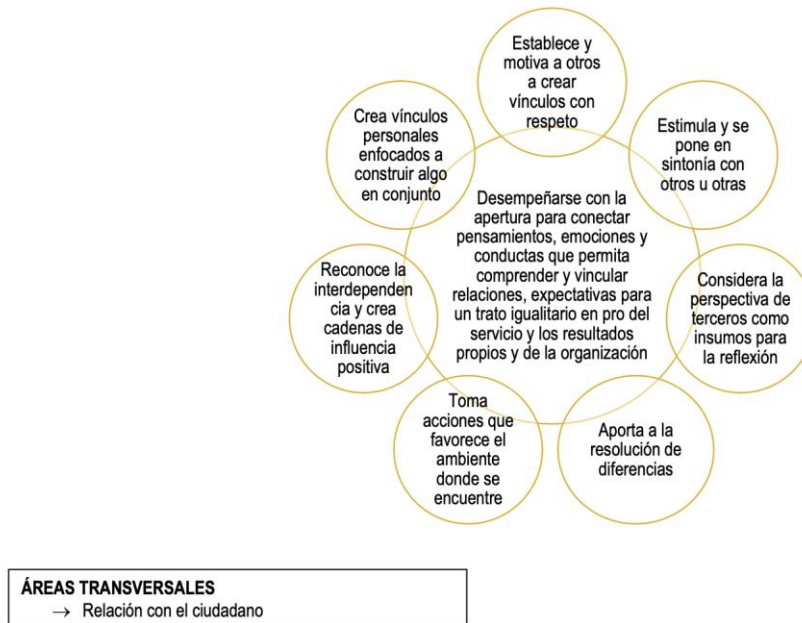 Establece y
motiva a otros
a crear
vínculos con
respeto
Estimula y se
pone en
sintonía con
otros u otras
Considera la
perspectiva de
terceros como
insumos para
la reflexión
Aporta a la
resolución de
diferencias
Toma
acciones que
favorece el
ambiente
donde se
encuentre
Reconoce la
interdependen
cia y crea
cadenas de
influencia
positiva
Crea vínculos
personales
enfocados a
construir algo
en conjunto
Desempeñarse con la
apertura para conectar
pensamientos, emociones y
conductas que permita
comprender y vincular
relaciones, expectativas para
un trato igualitario en pro del
servicio y los resultados
propios y de la organización
ÁREAS TRANSVERSALES
→ Relación con el ciudadano